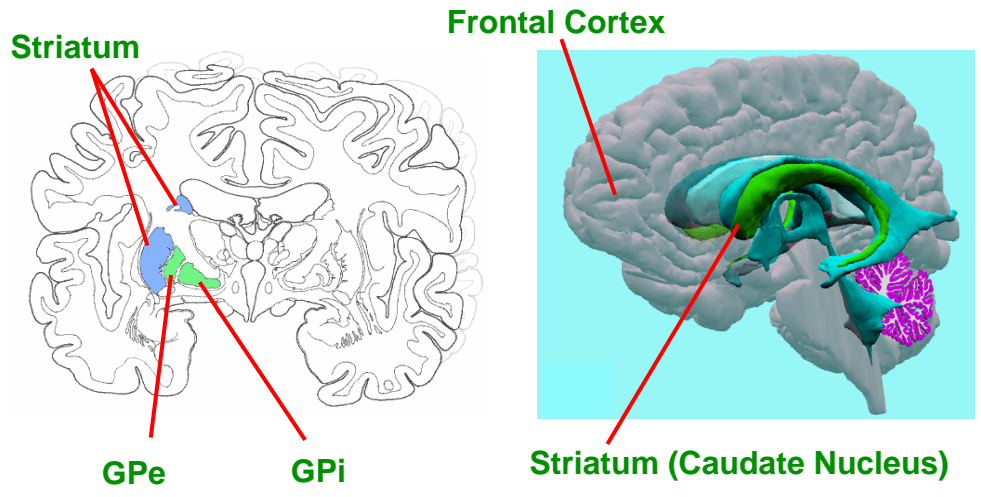 Frontal Cortex
Striatum
GPe
GPi
Striatum (Caudate Nucleus)